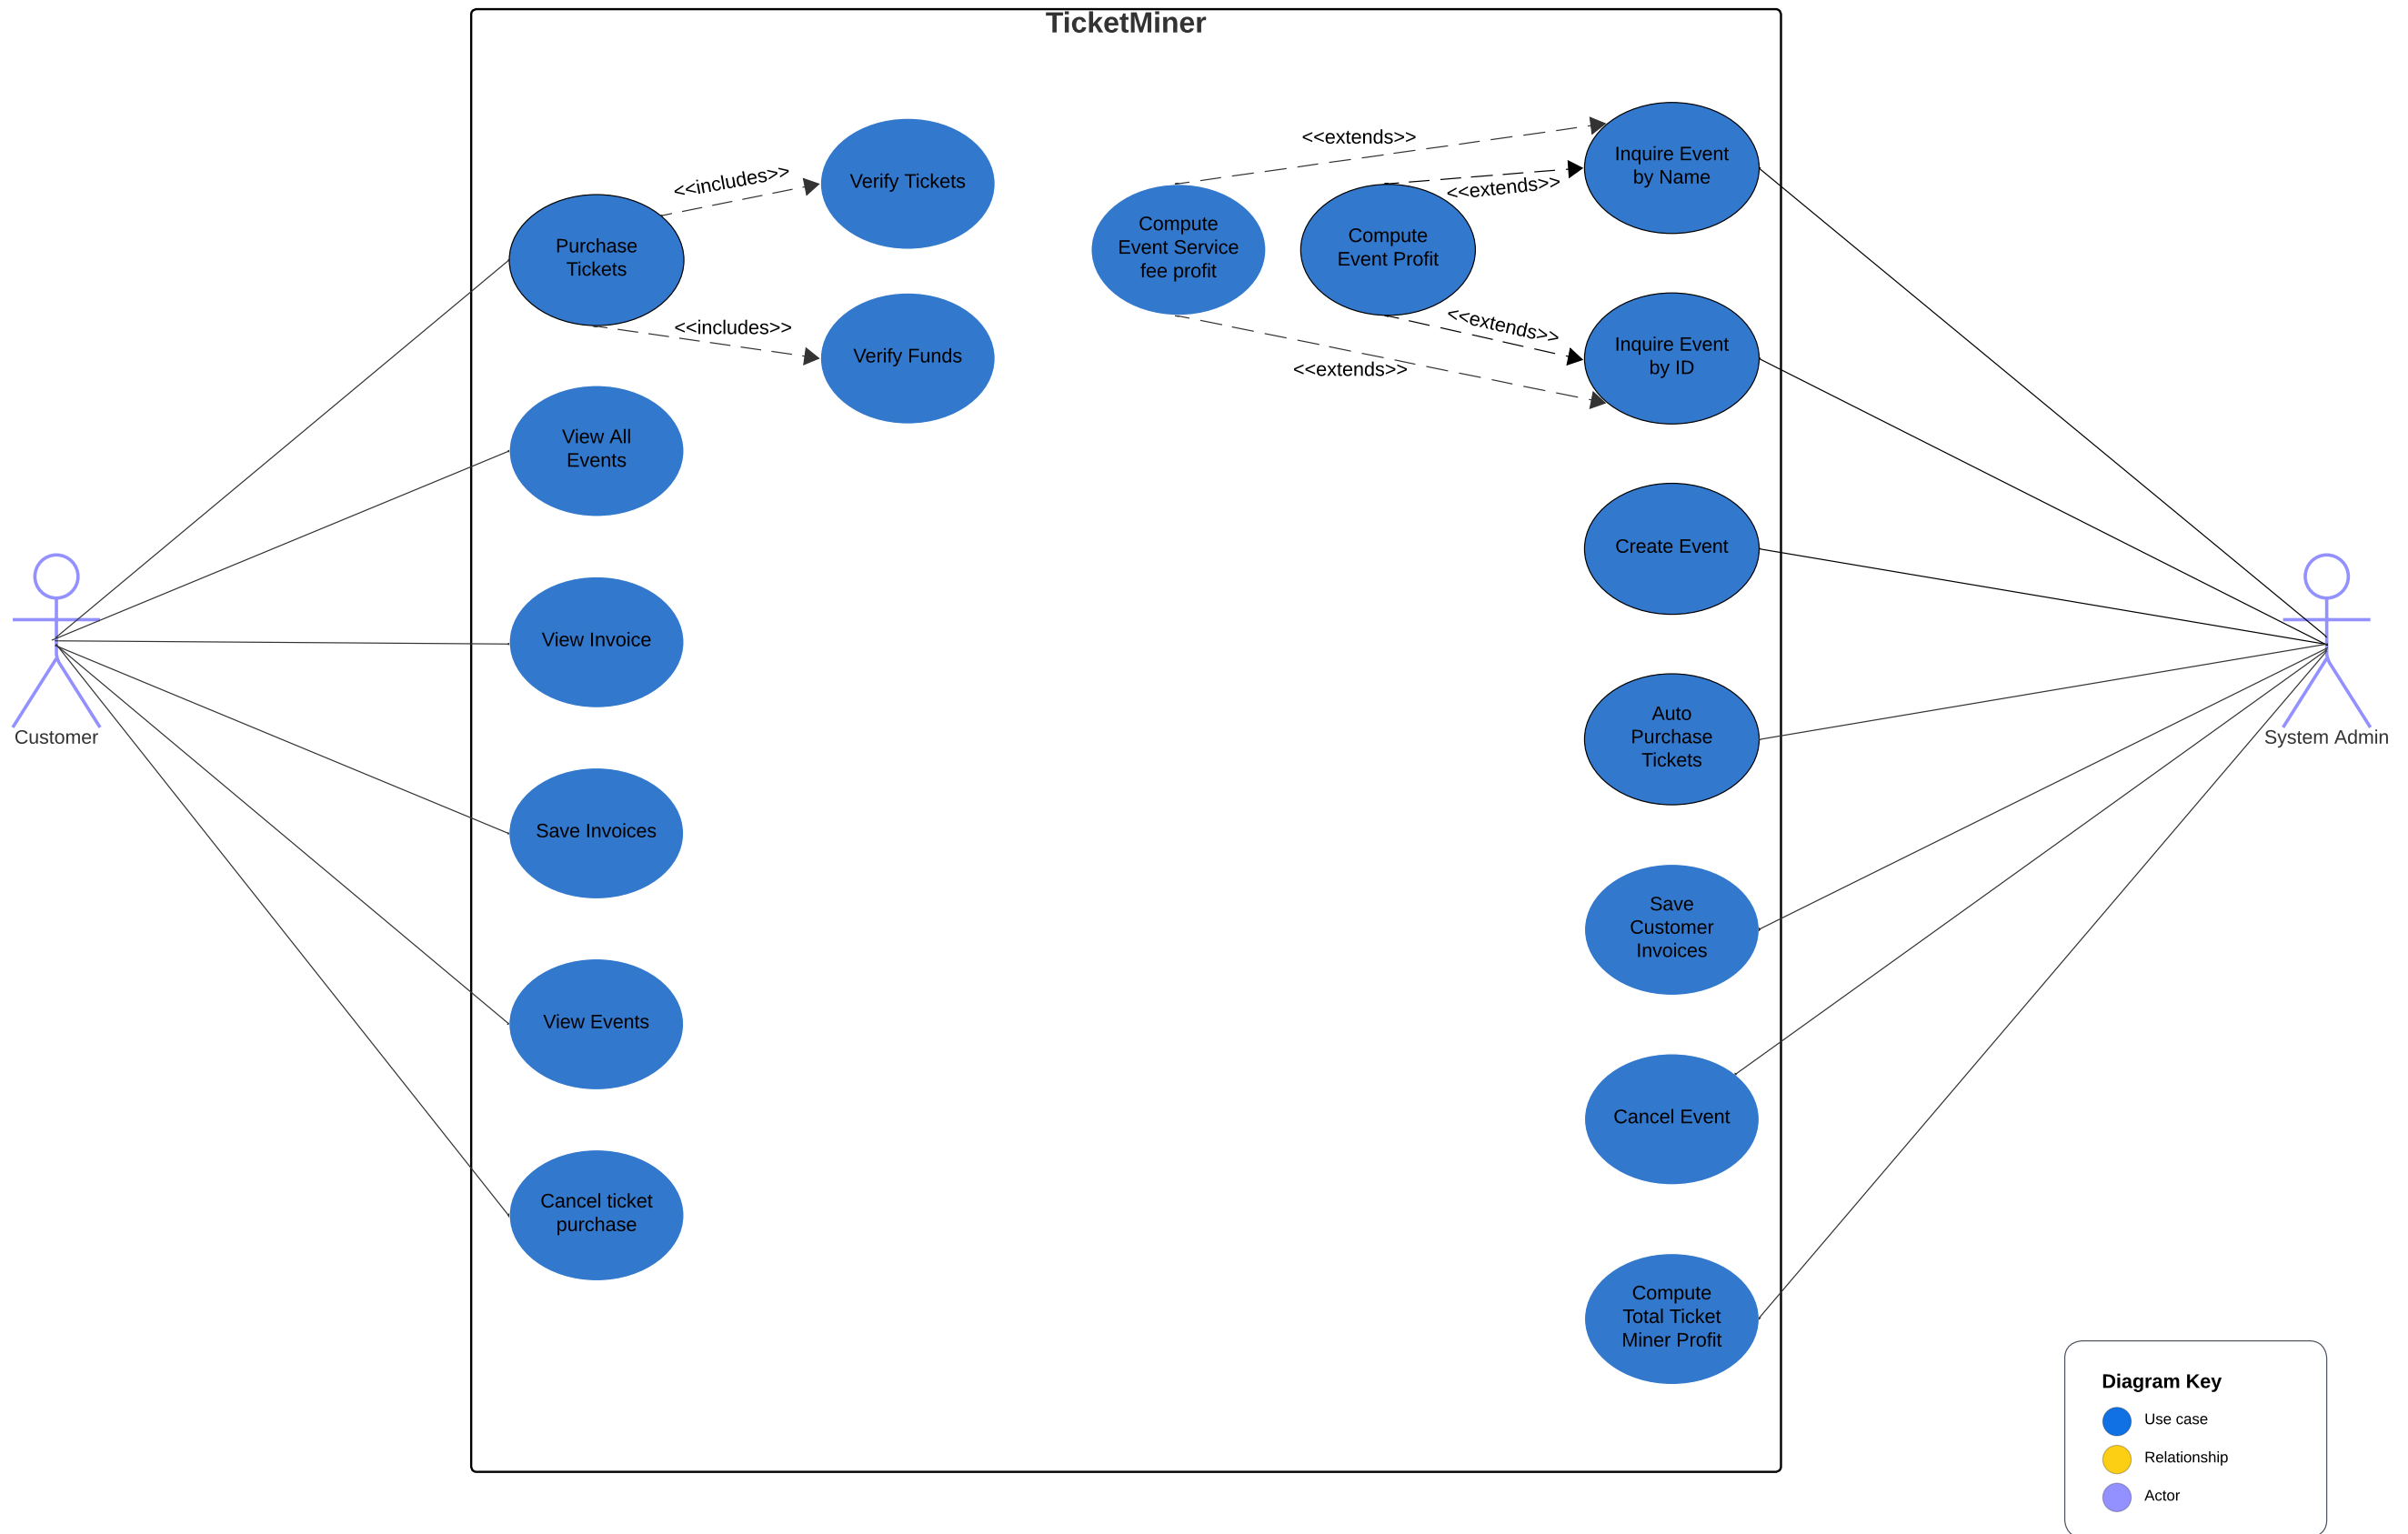 TicketMiner
<<includes>>
Verify Tickets
Purchase
Tickets
<<includes>>
Verify Funds
View All
Events
View Invoice
Save Invoices
View Events
Cancel ticket
purchase
Customer
<<extends>>
Compute
Event Service
fee profit
<<extends>>
Compute
Event Profit
<<extends>>
<<extends>>
Inquire Event
by Name
Inquire Event
by ID
Create Event
Auto
Purchase
Tickets
Save
Customer
Invoices
Cancel Event
Compute
Total Ticket
Miner Profit
System Admin
Diagram Key
Use case
Relationship
Actor